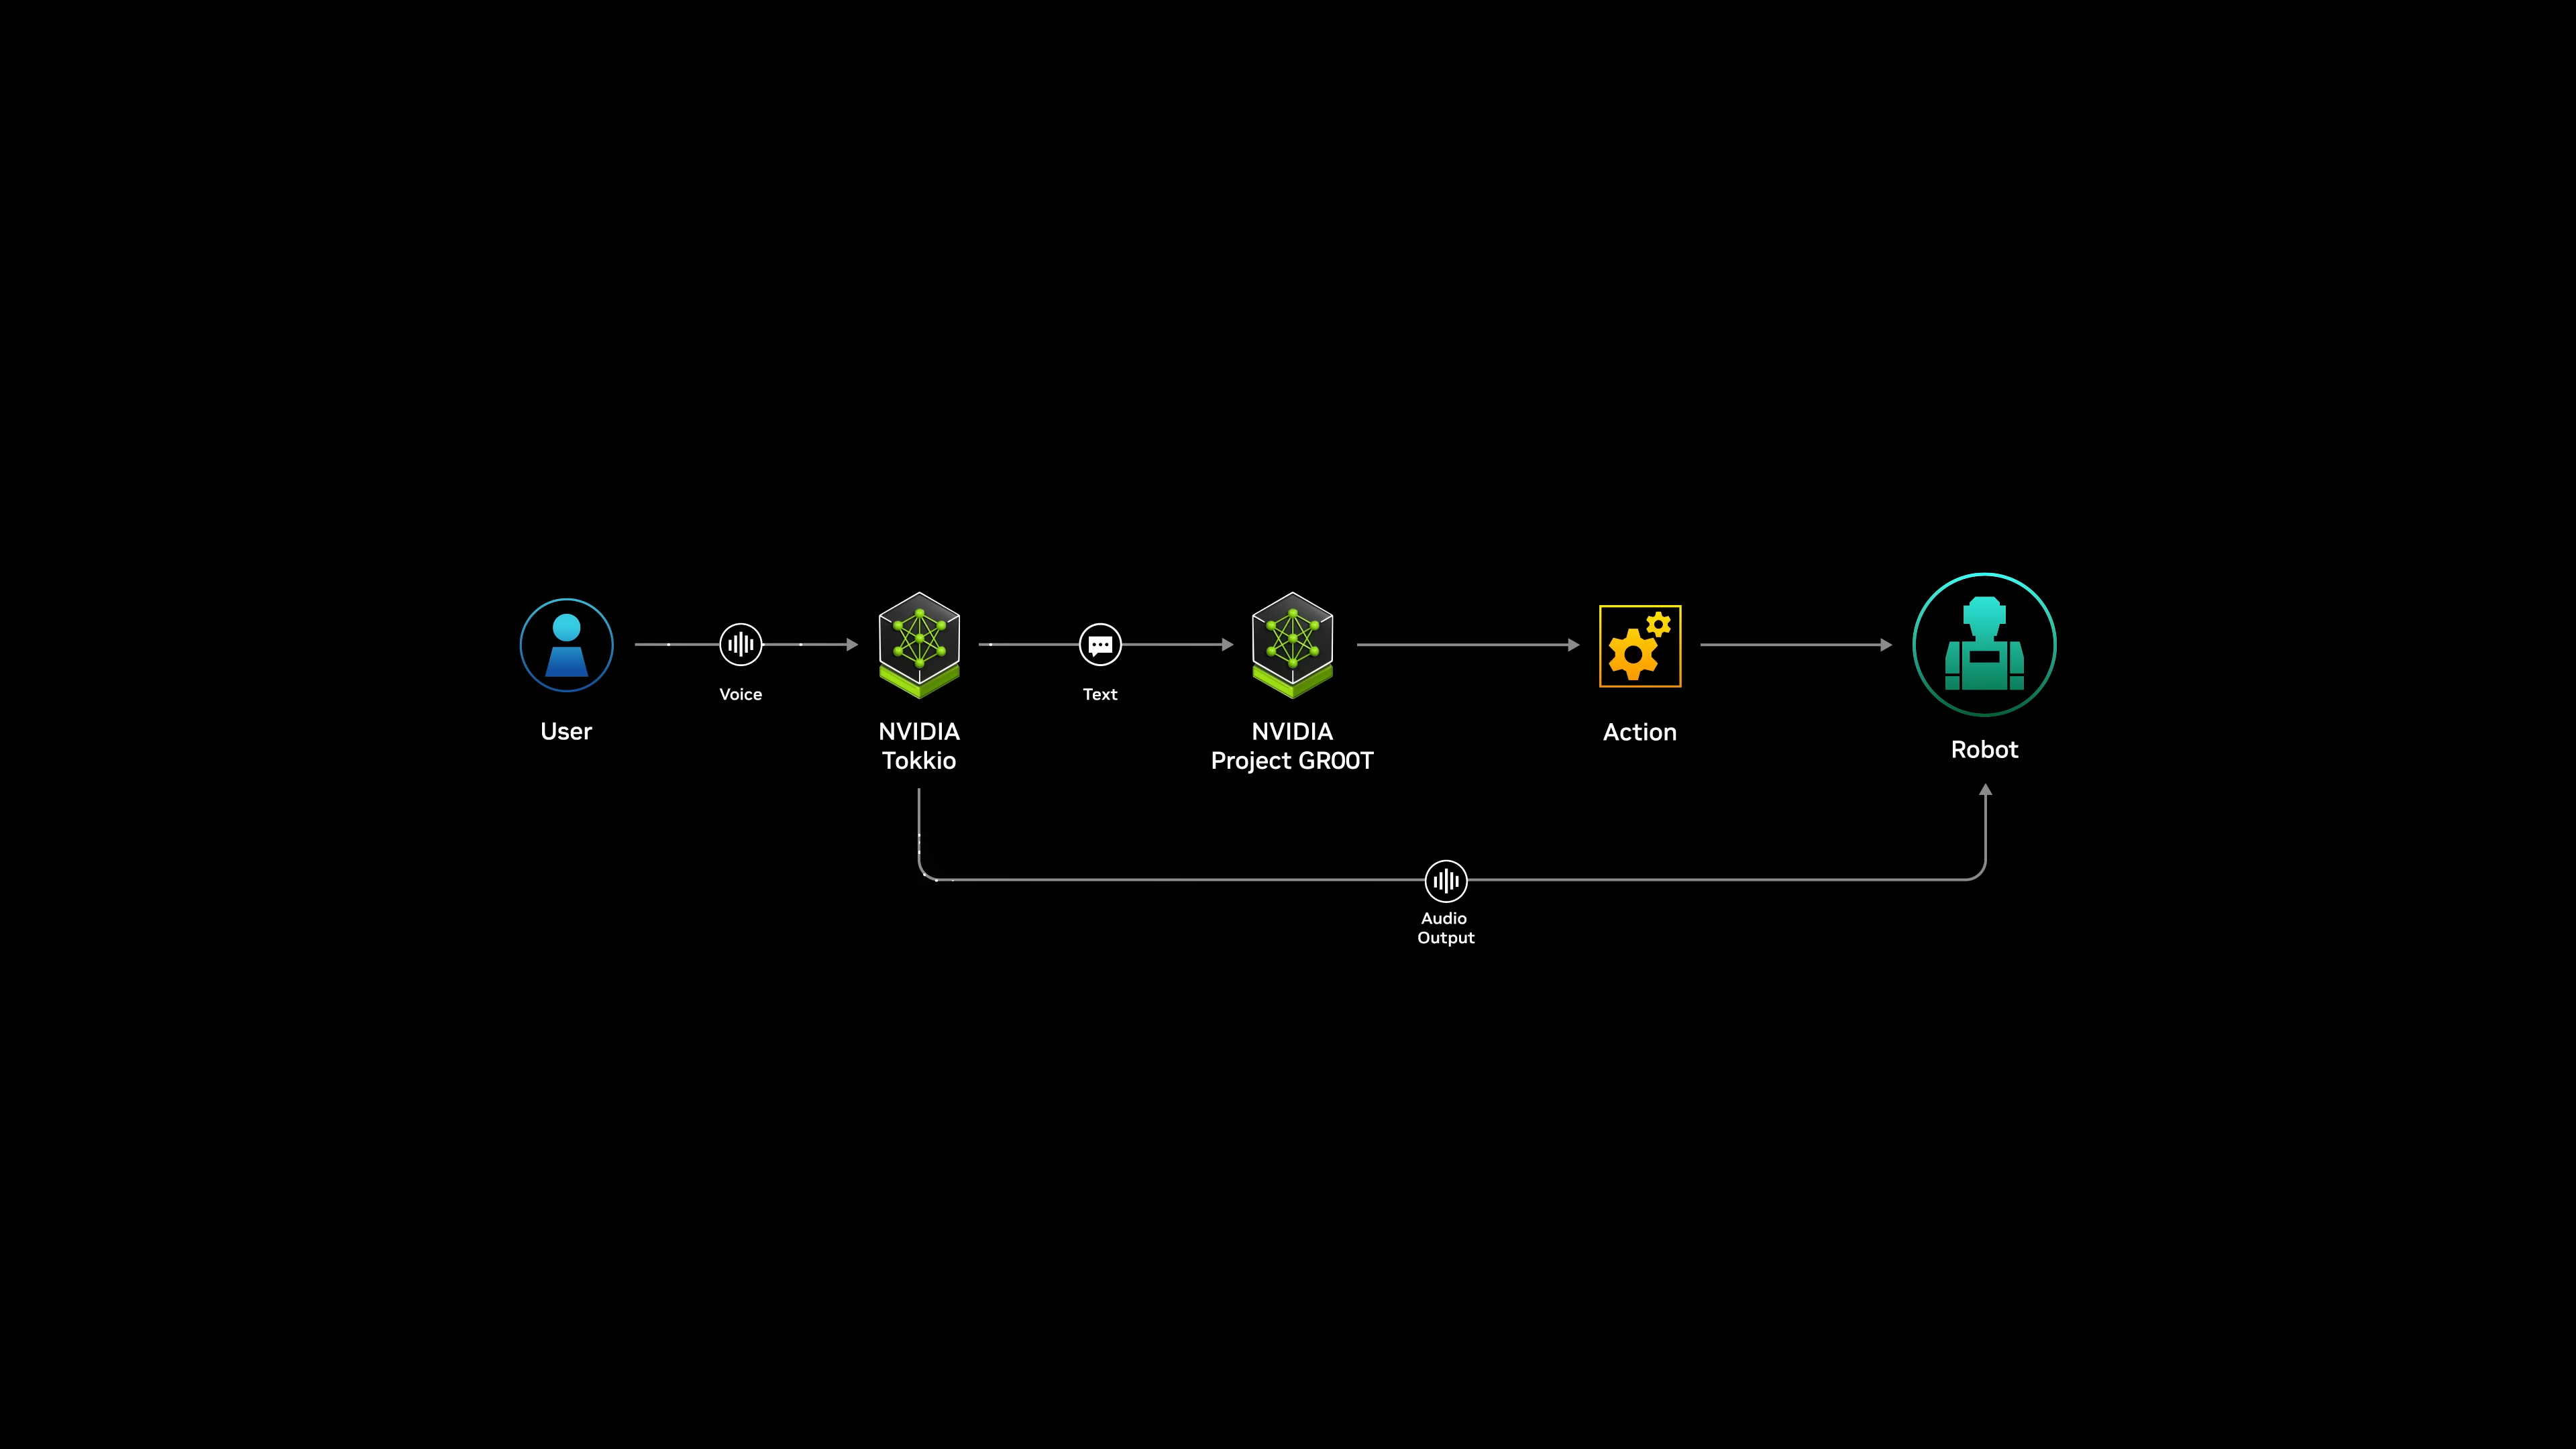 Voice
Text
User
NVIDIA
Tokkio
NVIDIA
Project GR00T
Action
Robot
Audio
Output